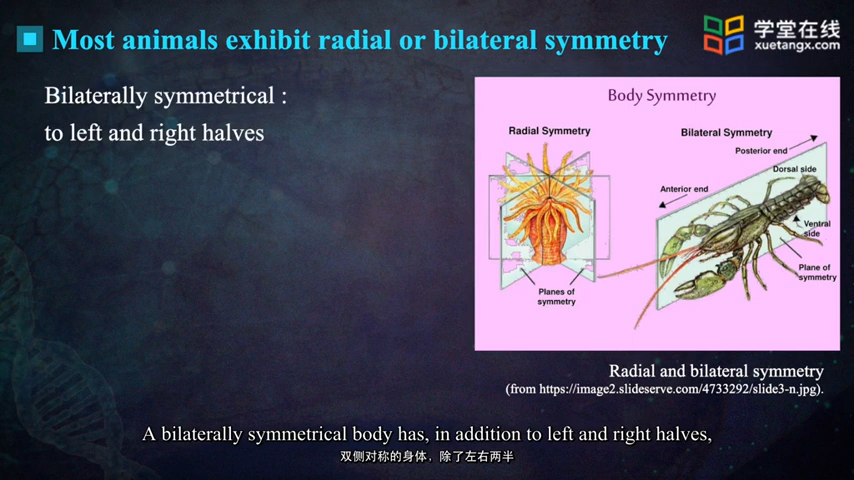 Most animals exhibit radial or bilateral symmetry
学堂在线
xuetangx.com
Bilaterally symmetrical :
to left and right halves
Body Symmetry
Radial Symmetry
Bilateral Symmetry
Posterior end
Dorsal side
Anterior end
Ventral
side
Plane of
symmetry
Planes of
symmetry
Radial and bilateral symmetry
(from https://image2.slideserve.com/4733292/slide3-n.jpg).
A bilaterally symmetrical body has, in addition to left and right halves,
双侧对称的身体，除了左右两半